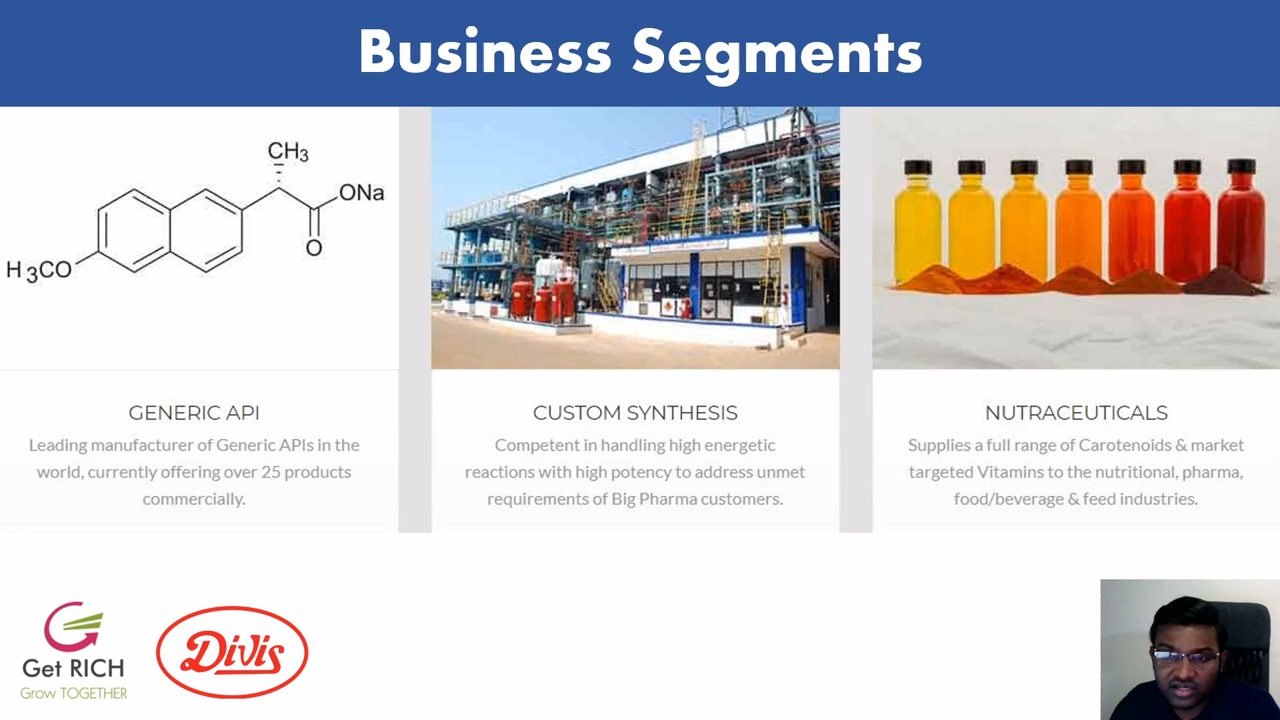 Business Segments
CH3
ONa
O
H3CO
GENERIC API
Leading manufacturer of Generic APIs in the
world, currently offering over 25 products
commercially.
CUSTOM SYNTHESIS
Competent in handling high energetic
reactions with high potency to address unmet
requirements of Big Pharma customers.
NUTRACEUTICALS
Supplies a full range of Carotenoids & market
targeted Vitamins to the nutritional, pharma,
food/beverage & feed industries.
Get RICH
Grow TOGETHER
Divis